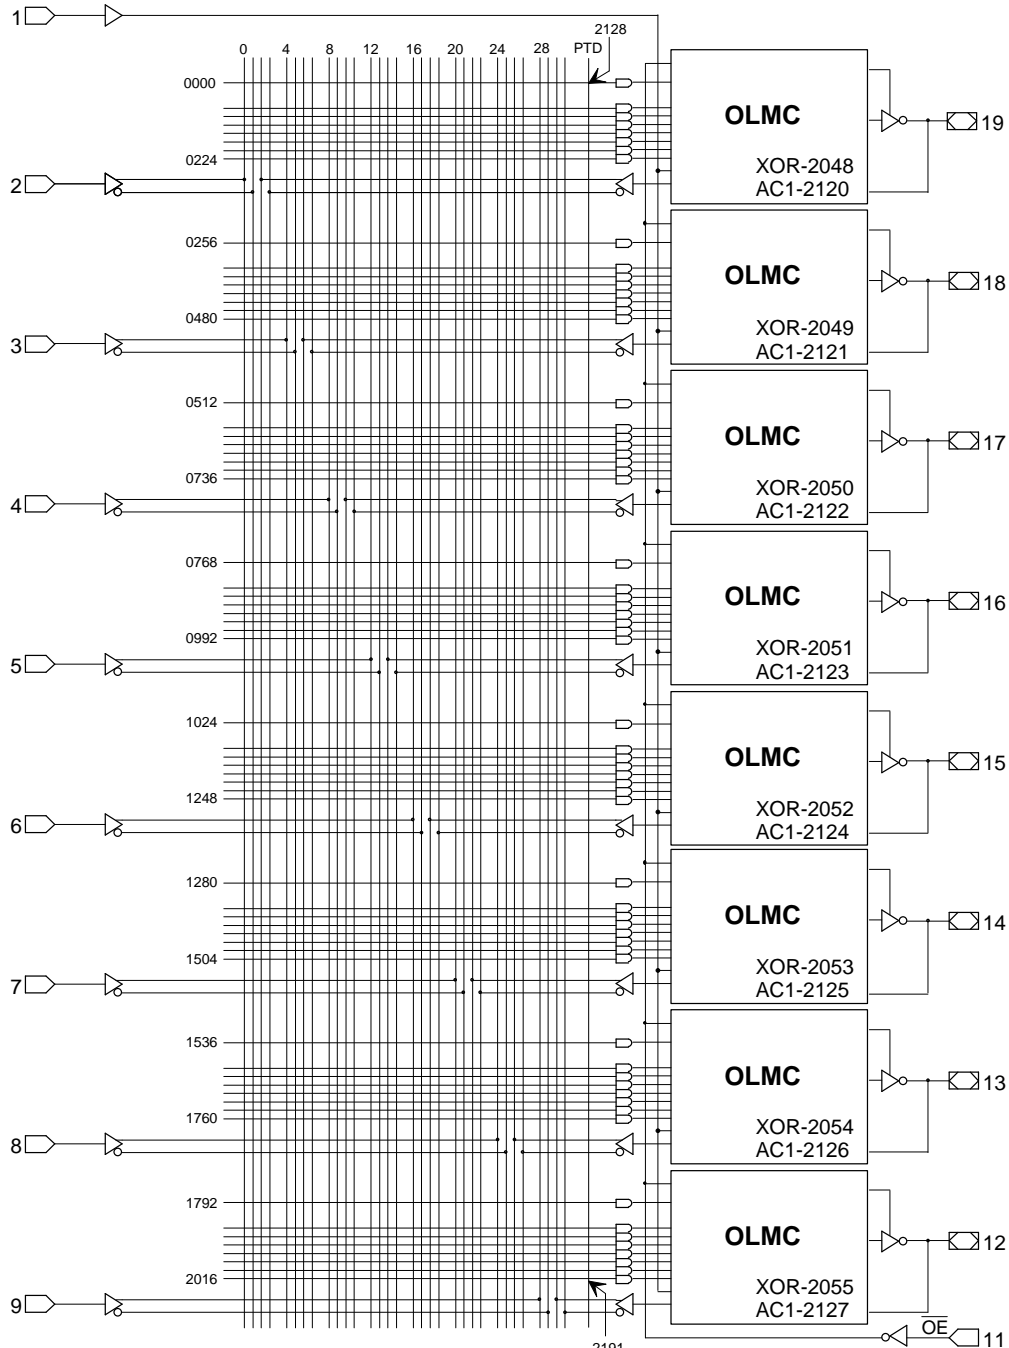 1
2128
0 4 8 12 16 20 24 28 PTD
0000
OLMC
19
0224
XOR-2048
2
AC1-2120
0256
OLMC
18
0480
XOR-2049
3
AC1-2121
0512
OLMC
17
0736
XOR-2050
4
AC1-2122
0768
OLMC
16
0992
XOR-2051
5
AC1-2123
1024
OLMC
15
1248
XOR-2052
6
AC1-2124
1280
OLMC
14
1504
XOR-2053
7
AC1-2125
1536
OLMC
13
1760
XOR-2054
8
AC1-2126
1792
OLMC
12
2016
XOR-2055
9
AC1-2127
OE
11
2191